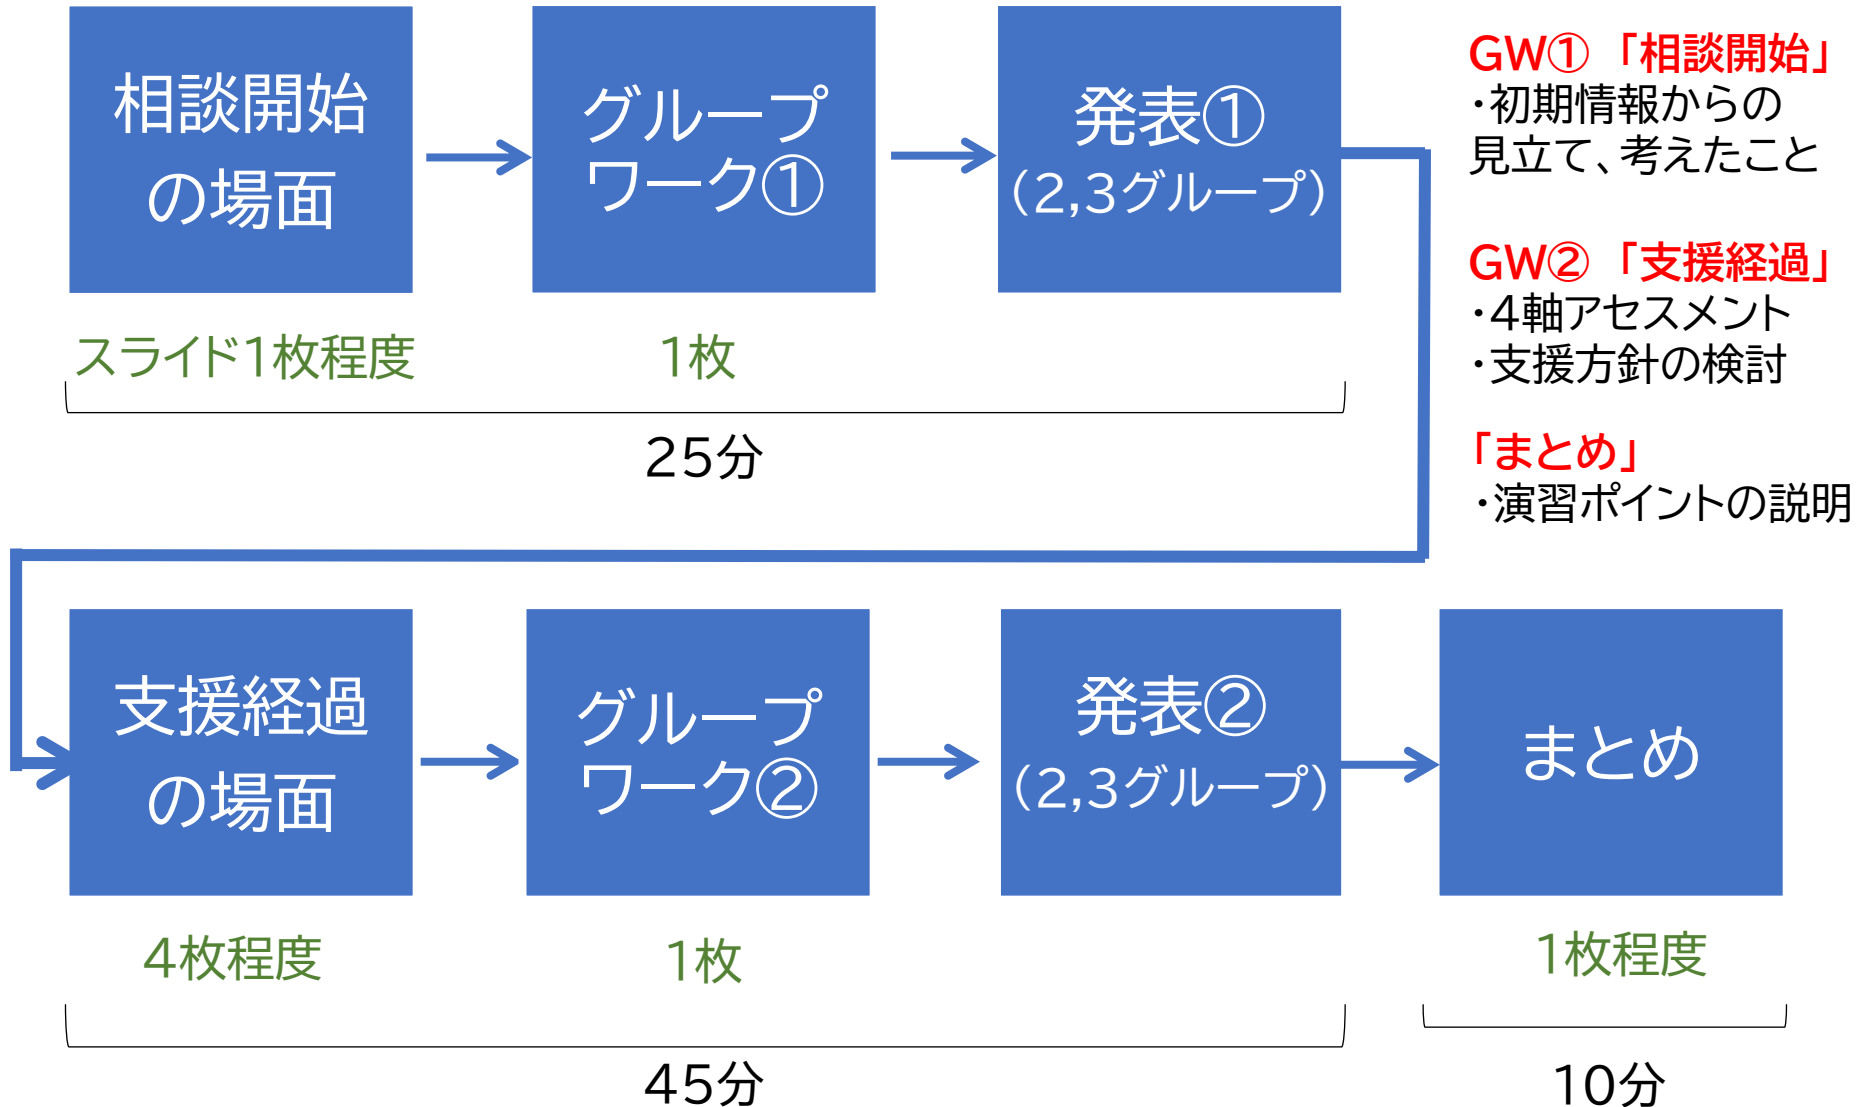 相談開始
の場面
グループ
ワーク①
発表①
(2,3グループ)
スライド1枚程度
1枚
25分
GW①「相談開始」
・初期情報からの
見立て、考えたこと
GW②「支援経過」
・4軸アセスメント
・支援方針の検討
「まとめ」
・演習ポイントの説明
支援経過
の場面
グループ
ワーク②
発表②
(2,3グループ)
まとめ
4枚程度
1枚
1枚程度
45分
10分